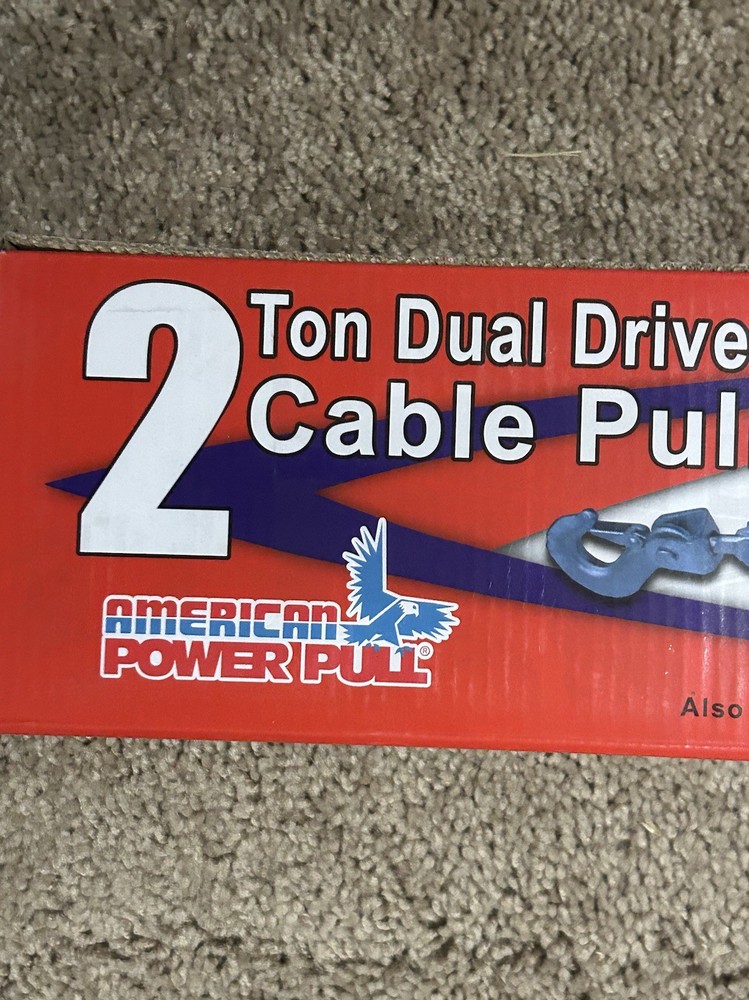 2
Ton Dual Drive
Cable Pul
AMERICAN
POWER PULL®
Also